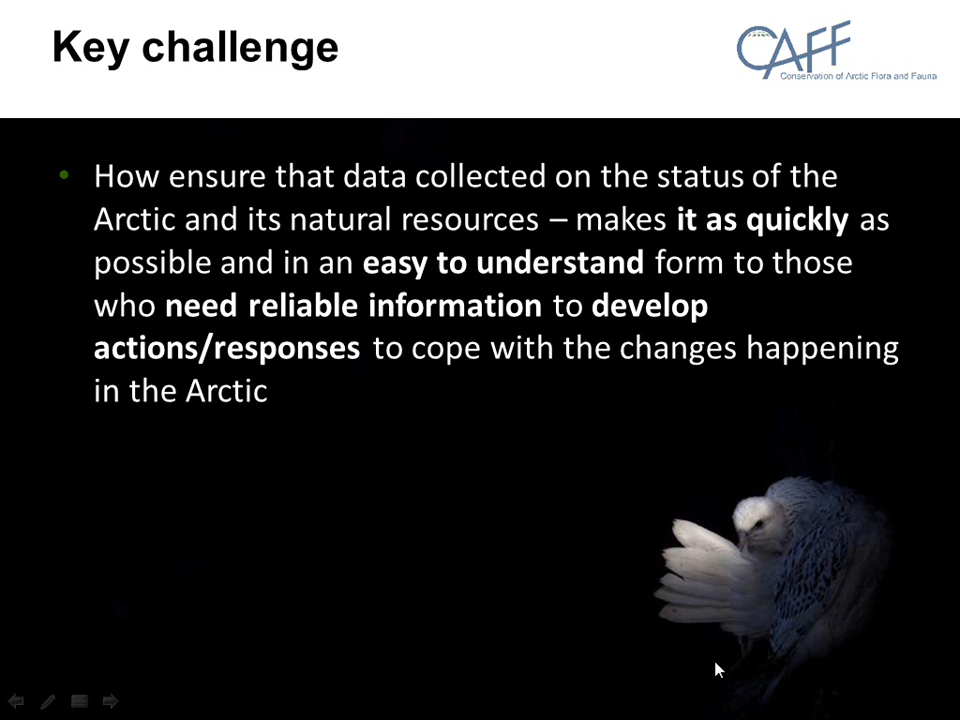 Key challenge
CAFF
Conservation of Arctic Flora and Fauna
• How ensure that data collected on the status of the
Arctic and its natural resources – makes it as quickly as
possible and in an easy to understand form to those
who need reliable information to develop
actions/responses to cope with the changes happening
in the Arctic